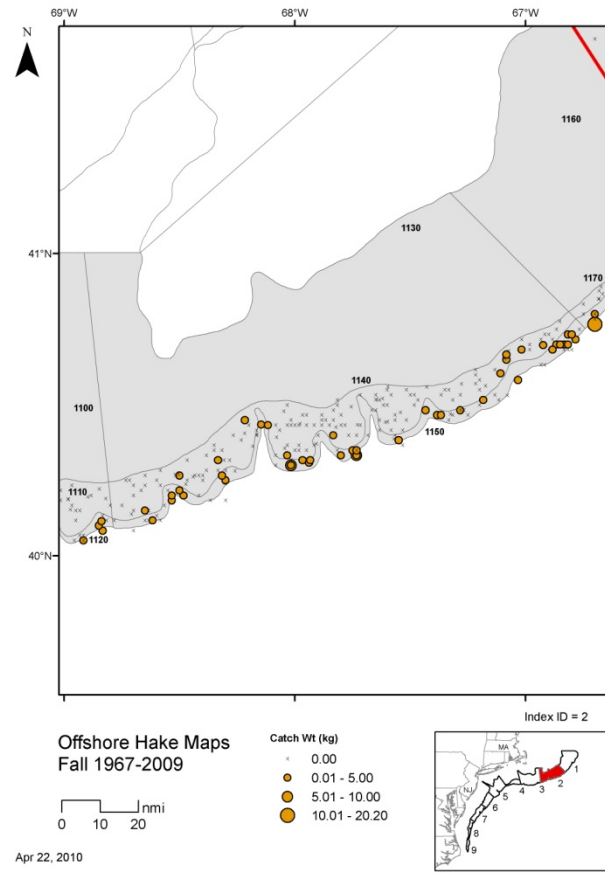 N
69°W
68°W
67°W
1160
1130
41°N
1170
1140
1100
1150
1110
1120
40°N
Index ID = 2
Offshore Hake Maps
Fall 1967-2009
nmi
0 10 20
Apr 22, 2010
Catch Wt (kg)
0.00
0.01 - 5.00
5.01 - 10.00
10.01 - 20.20
MA
NJ
1
2
3
4
5
6
7
8
9